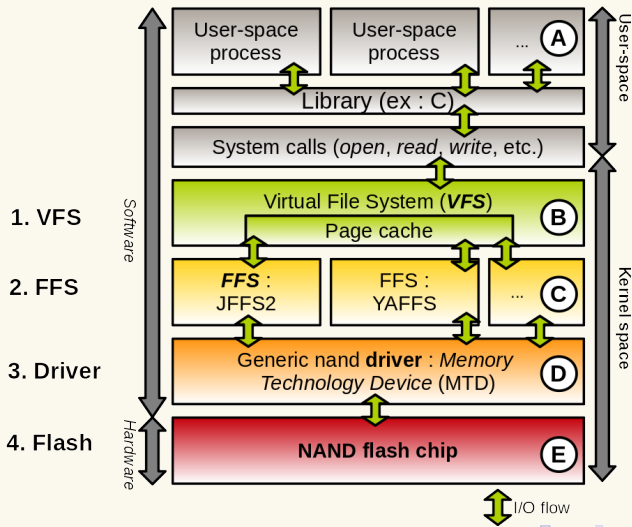 User-space
process
User-space
process
...
A
User-space
Library (ex : C)
System calls (open, read, write, etc.)
1. VFS
Virtual File System (VFS)
Page cache
B
Software
2. FFS
FFS :
JFFS2
FFS :
YAFFS
...
C
Kernel space
3. Driver
Generic nand driver : Memory
Technology Device (MTD)
D
4. Flash
Hardware
NAND flash chip
E
I/O flow